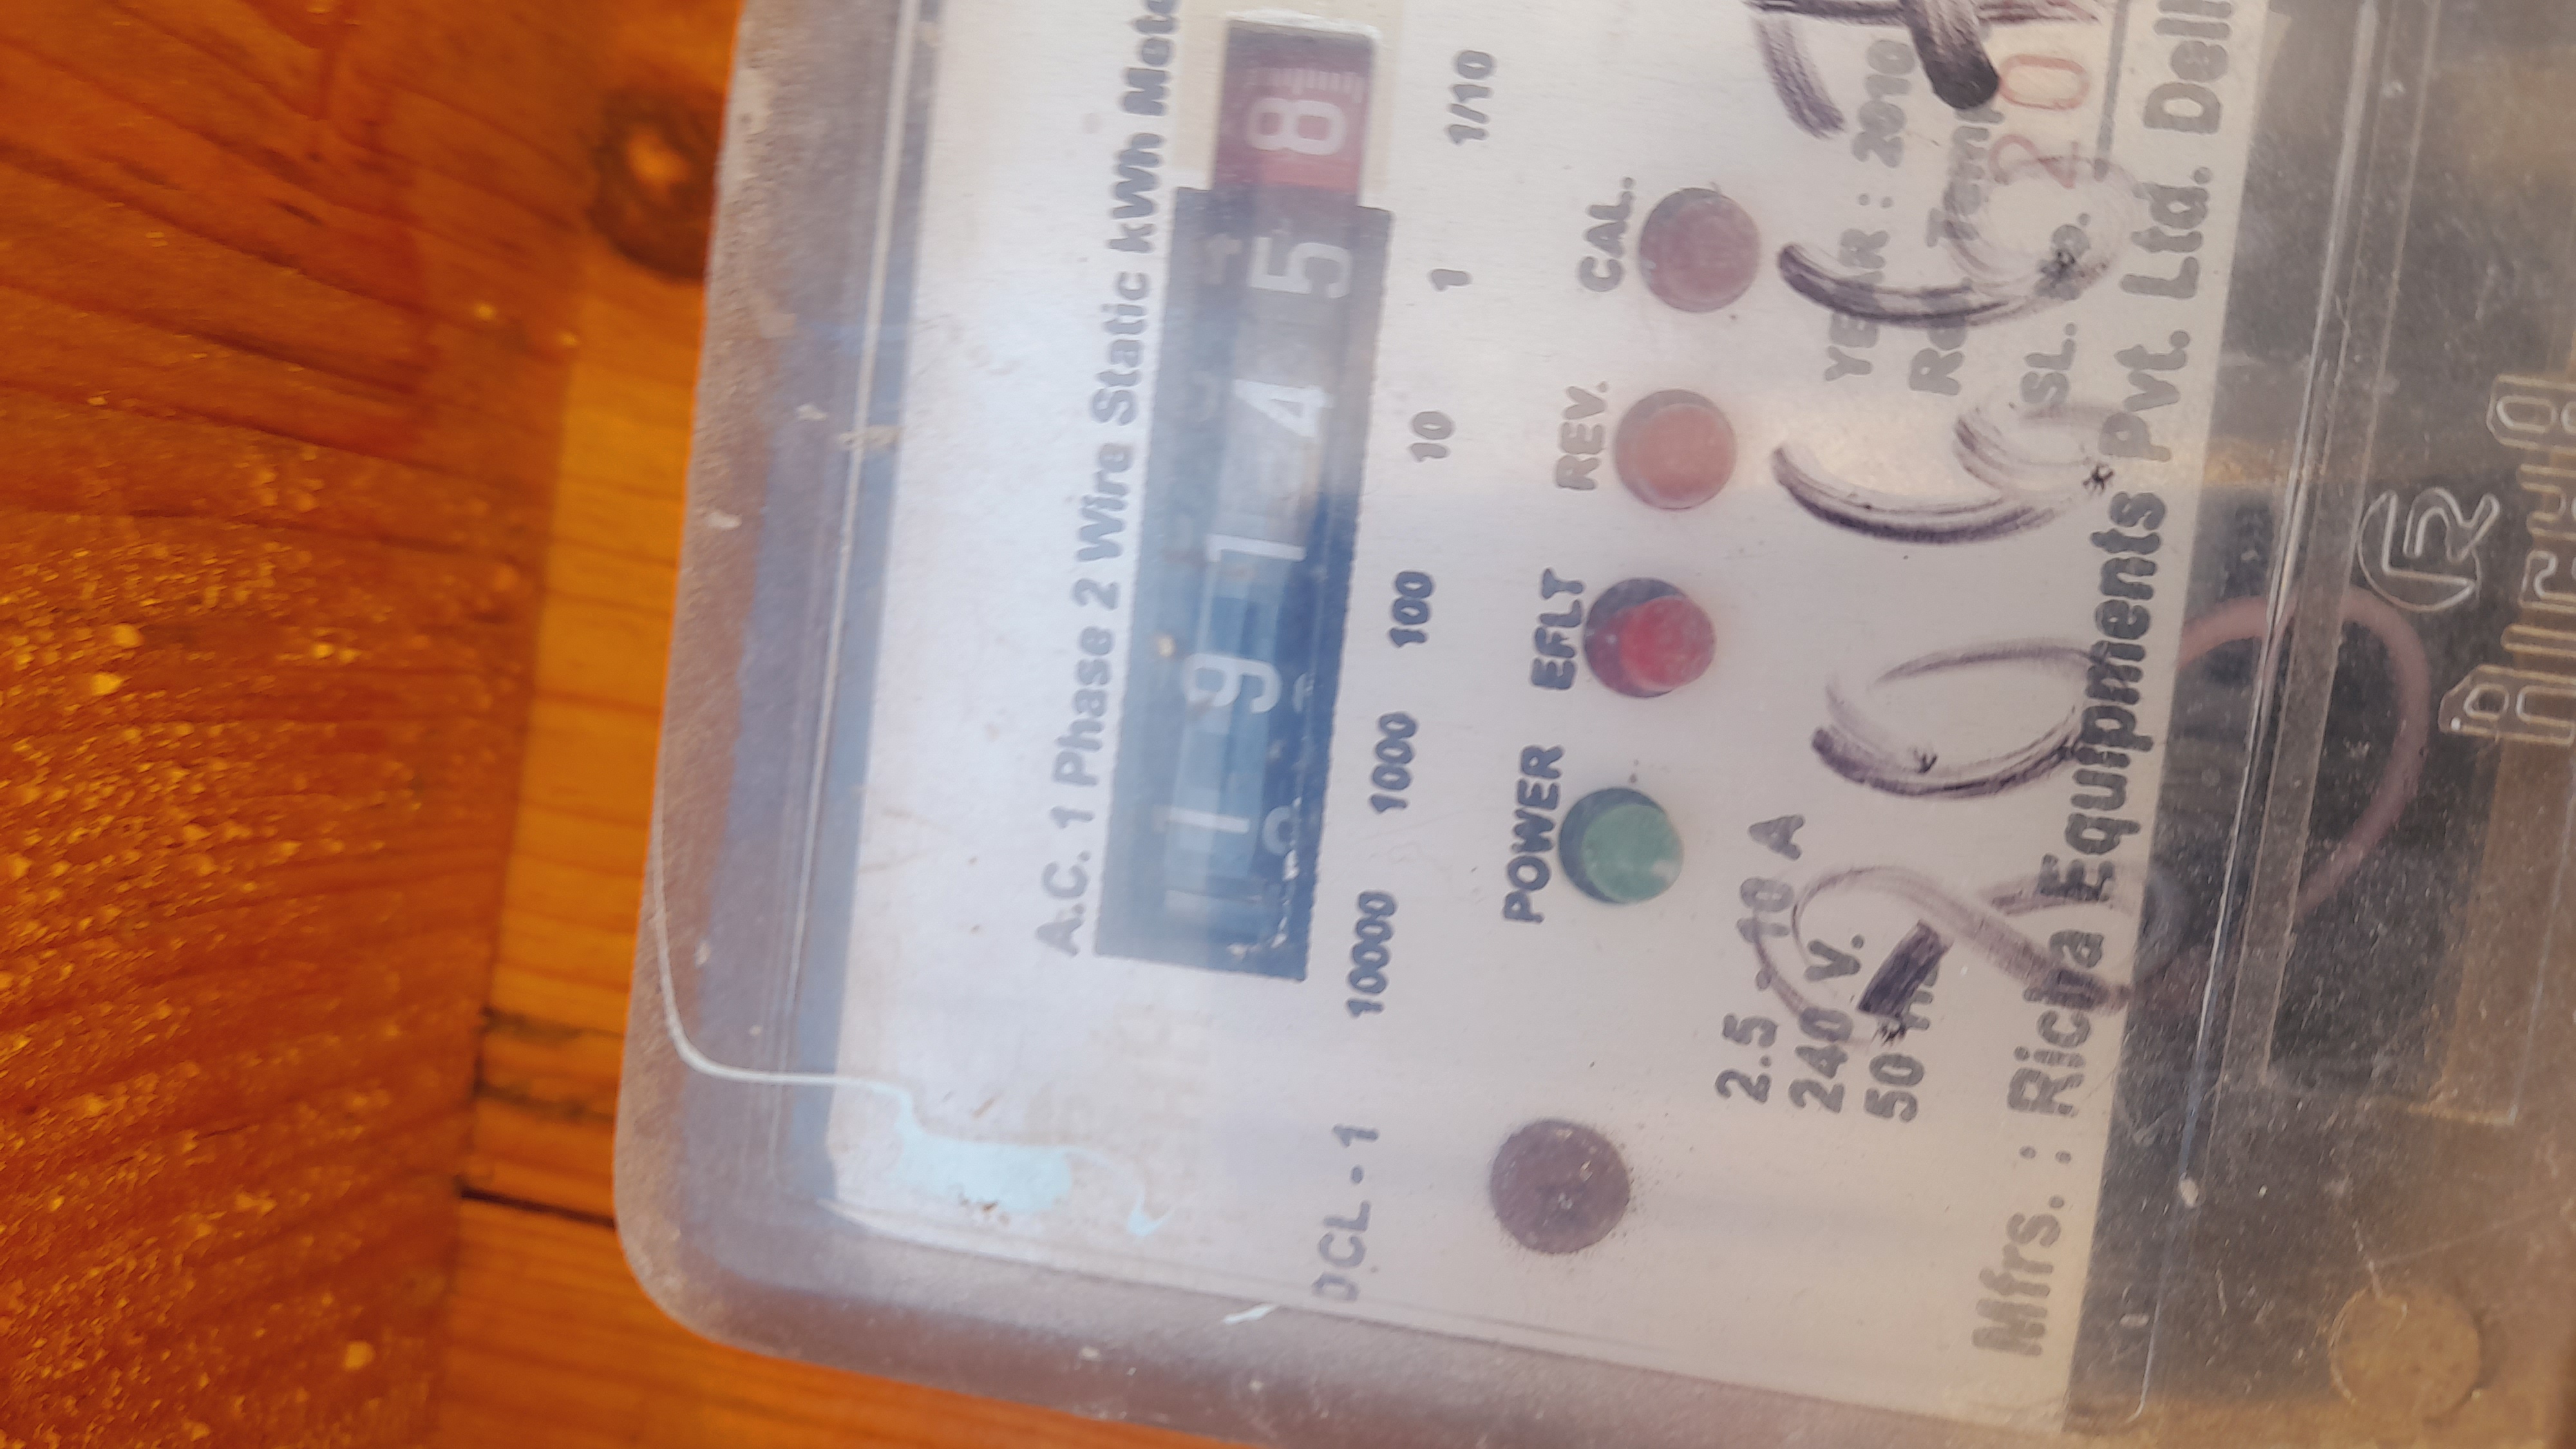 A.C. 1 Phase 2 Wire Static kWh
1 9 1 4 5 8
10000 1000 100 10 1 1/10
POWER EFLT REV. CAL.
DCL - 1
2.5 - 10 A
240 V.
50
YEAR : 2010
SL.
20
Mfrs. : Richa Equipments Pvt. Ltd.
®